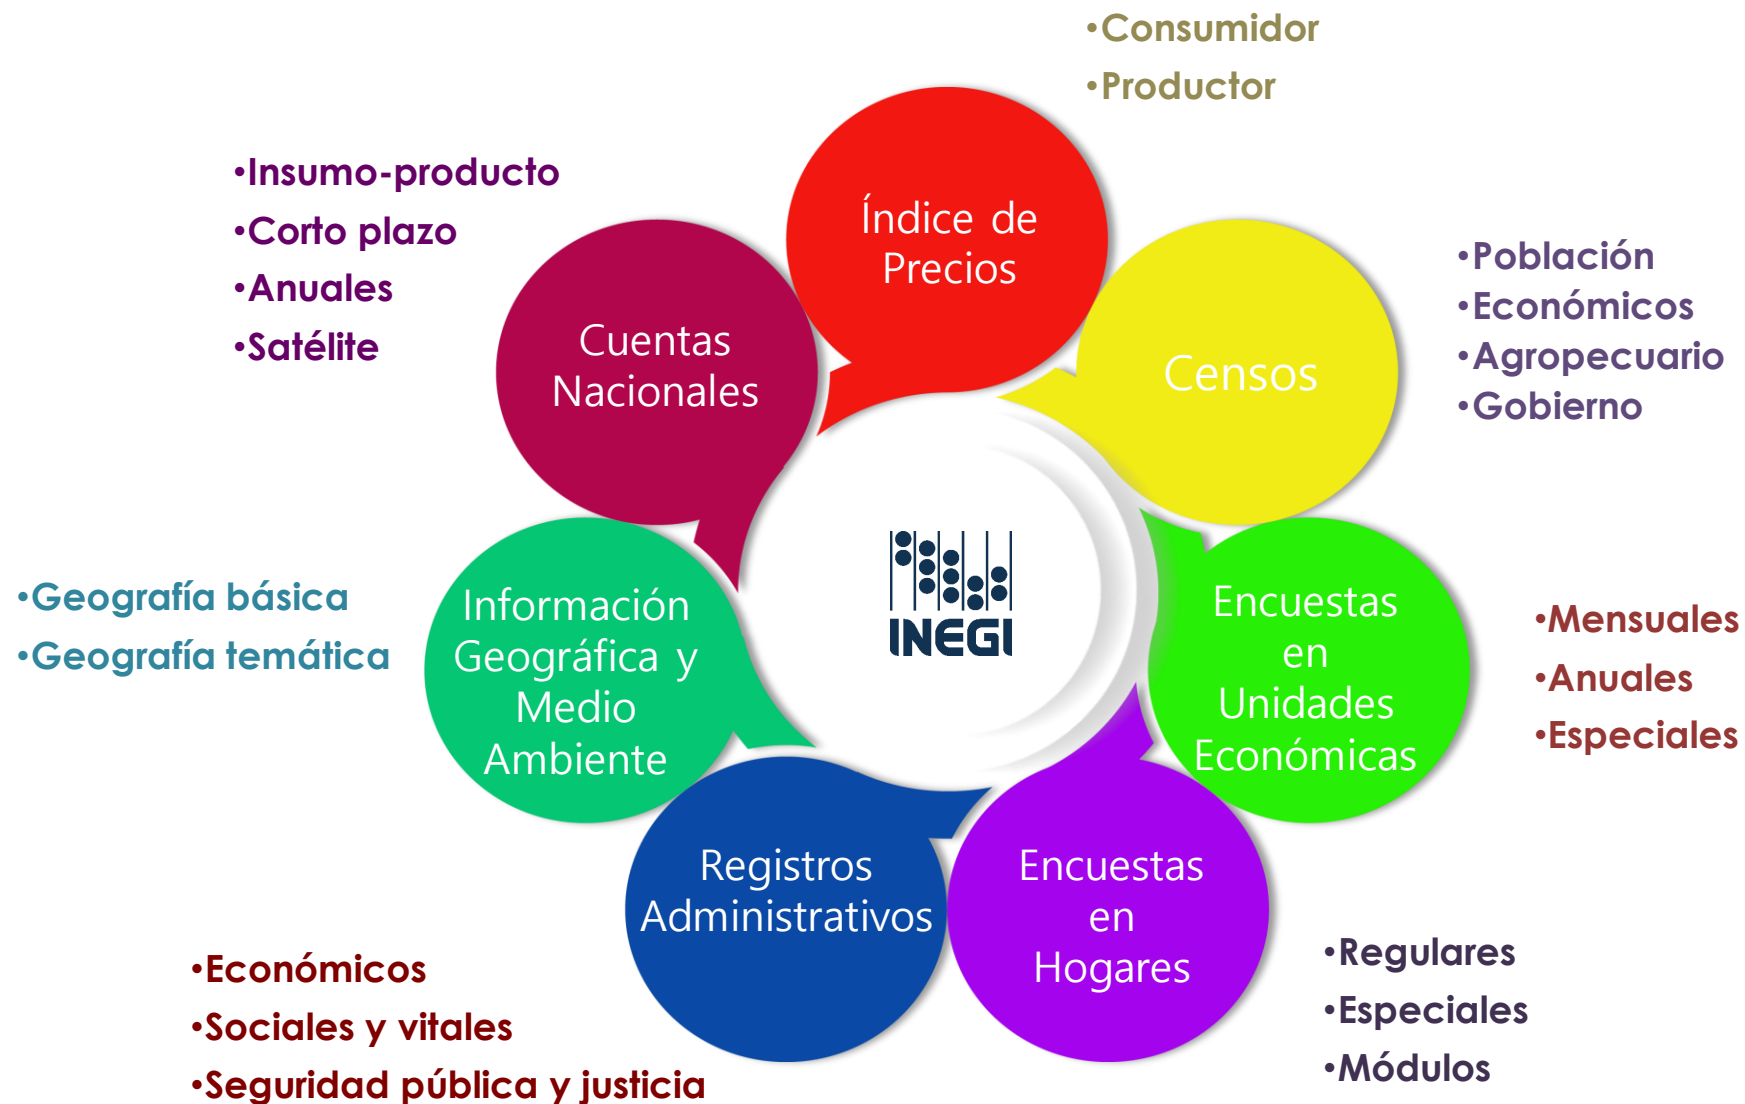 •Consumidor
•Productor
Índice de
Precios
•Insumo-producto
•Corto plazo
•Anuales
•Satélite
Cuentas
Nacionales
Censos
•Población
•Económicos
•Agropecuario
•Gobierno
INEGI
•Geografía básica
•Geografía temática
Información
Geográfica y
Medio
Ambiente
Encuestas
en
Unidades
Económicas
•Mensuales
•Anuales
•Especiales
Registros
Administrativos
•Económicos
•Sociales y vitales
•Seguridad pública y justicia
Encuestas
en
Hogares
•Regulares
•Especiales
•Módulos